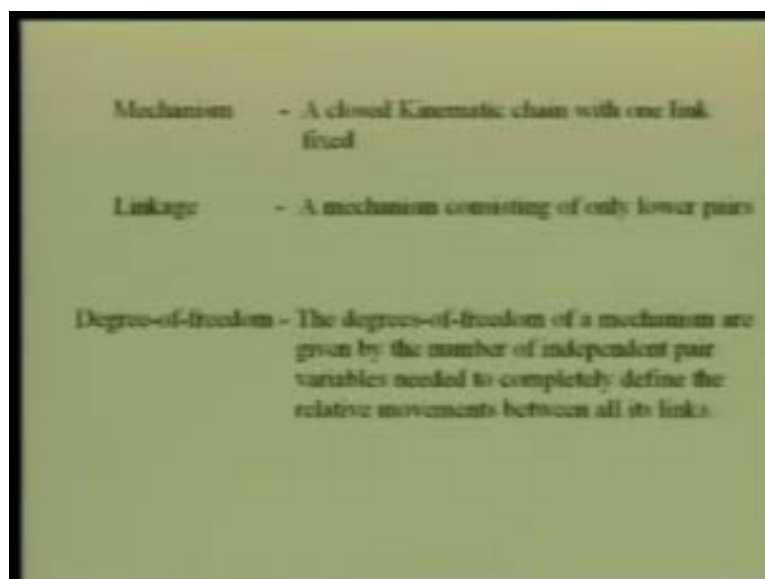 Mechanism - A closed Kinematic chain with one link
fixed
Linkage - A mechanism consisting of only lower pairs
Degree-of-freedom - The degrees-of-freedom of a mechanism are
given by the number of independent pair
variables needed to completely define the
relative movements between all its links.